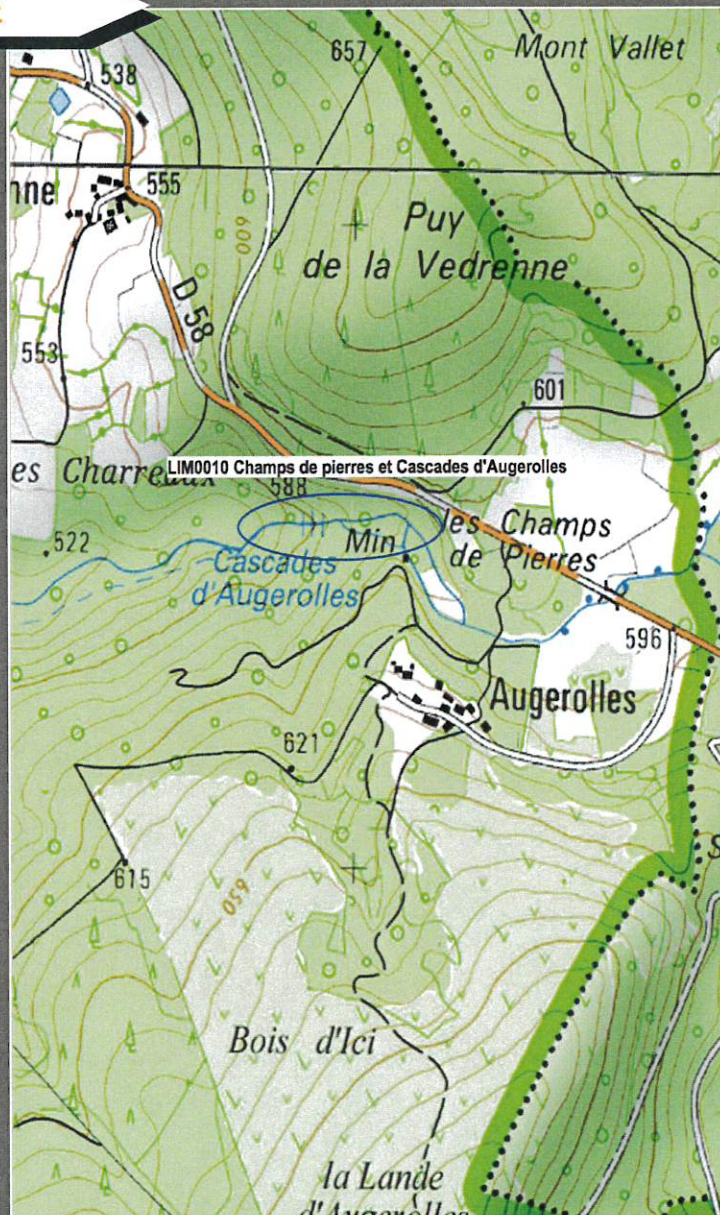 657
Mont Vallet
538
nne
555
600
Puy
de la Vedrenne
D 58
553
601
LIM0010 Champs de pierres et Cascades d'Augerolles
es Charreaux
588
les Champs
de Pierres
522
Min
Cascades
d'Augerolles
596
Augerolles
621
615
650
Bois d'Ici
la Lande
d'Augerolles